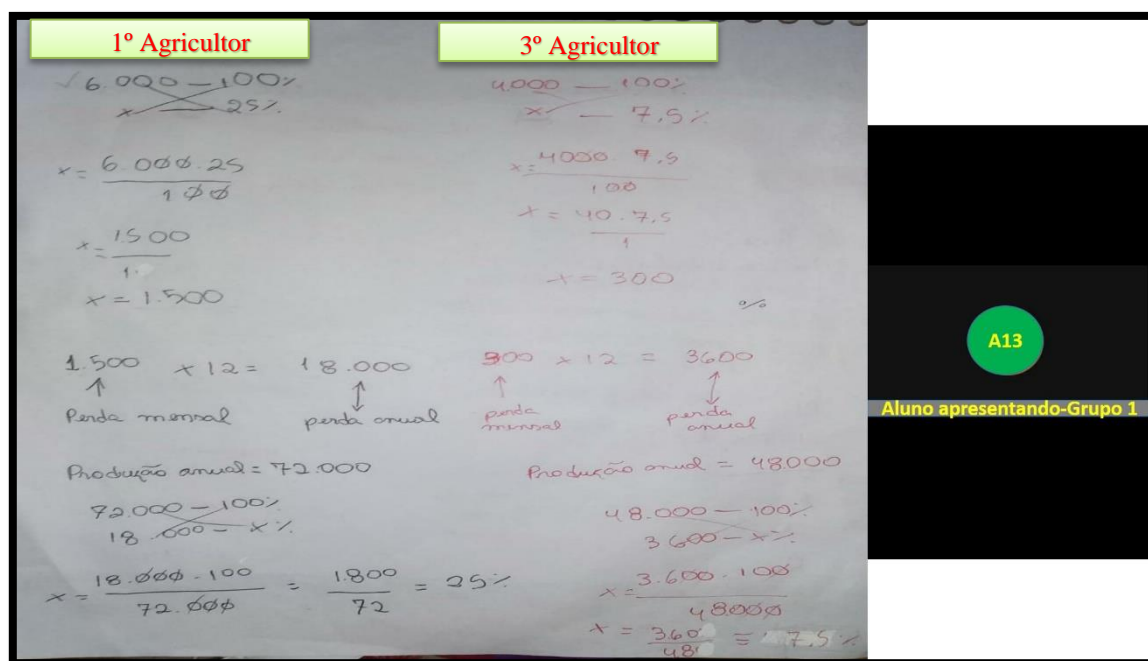 1º Agricultor
6.000 — 100%
x — 25%
x = 6.000.25
100
x = 1500
1
x = 1.500
1.500 x 12 = 18.000
↑ ↕
Perda mensal perda anual
Produção anual = 72.000
72.000 — 100%
18.000 — x%
x = 18.000.100 = 1.800 = 25%
72.000 72
3º Agricultor
4000 — 100%
x — 7,5%
x = 4000 7,5
100
x = 40.7,5
1
x = 300
%
300 x 12 = 3600
↑ ↕
perda perda
mensal anual
Produção anual = 48000
48.000 — 100%
3600 — x%
x = 3.600.100
48000
x = 360 = 7,5%
48
A13
Aluno apresentando-Grupo 1